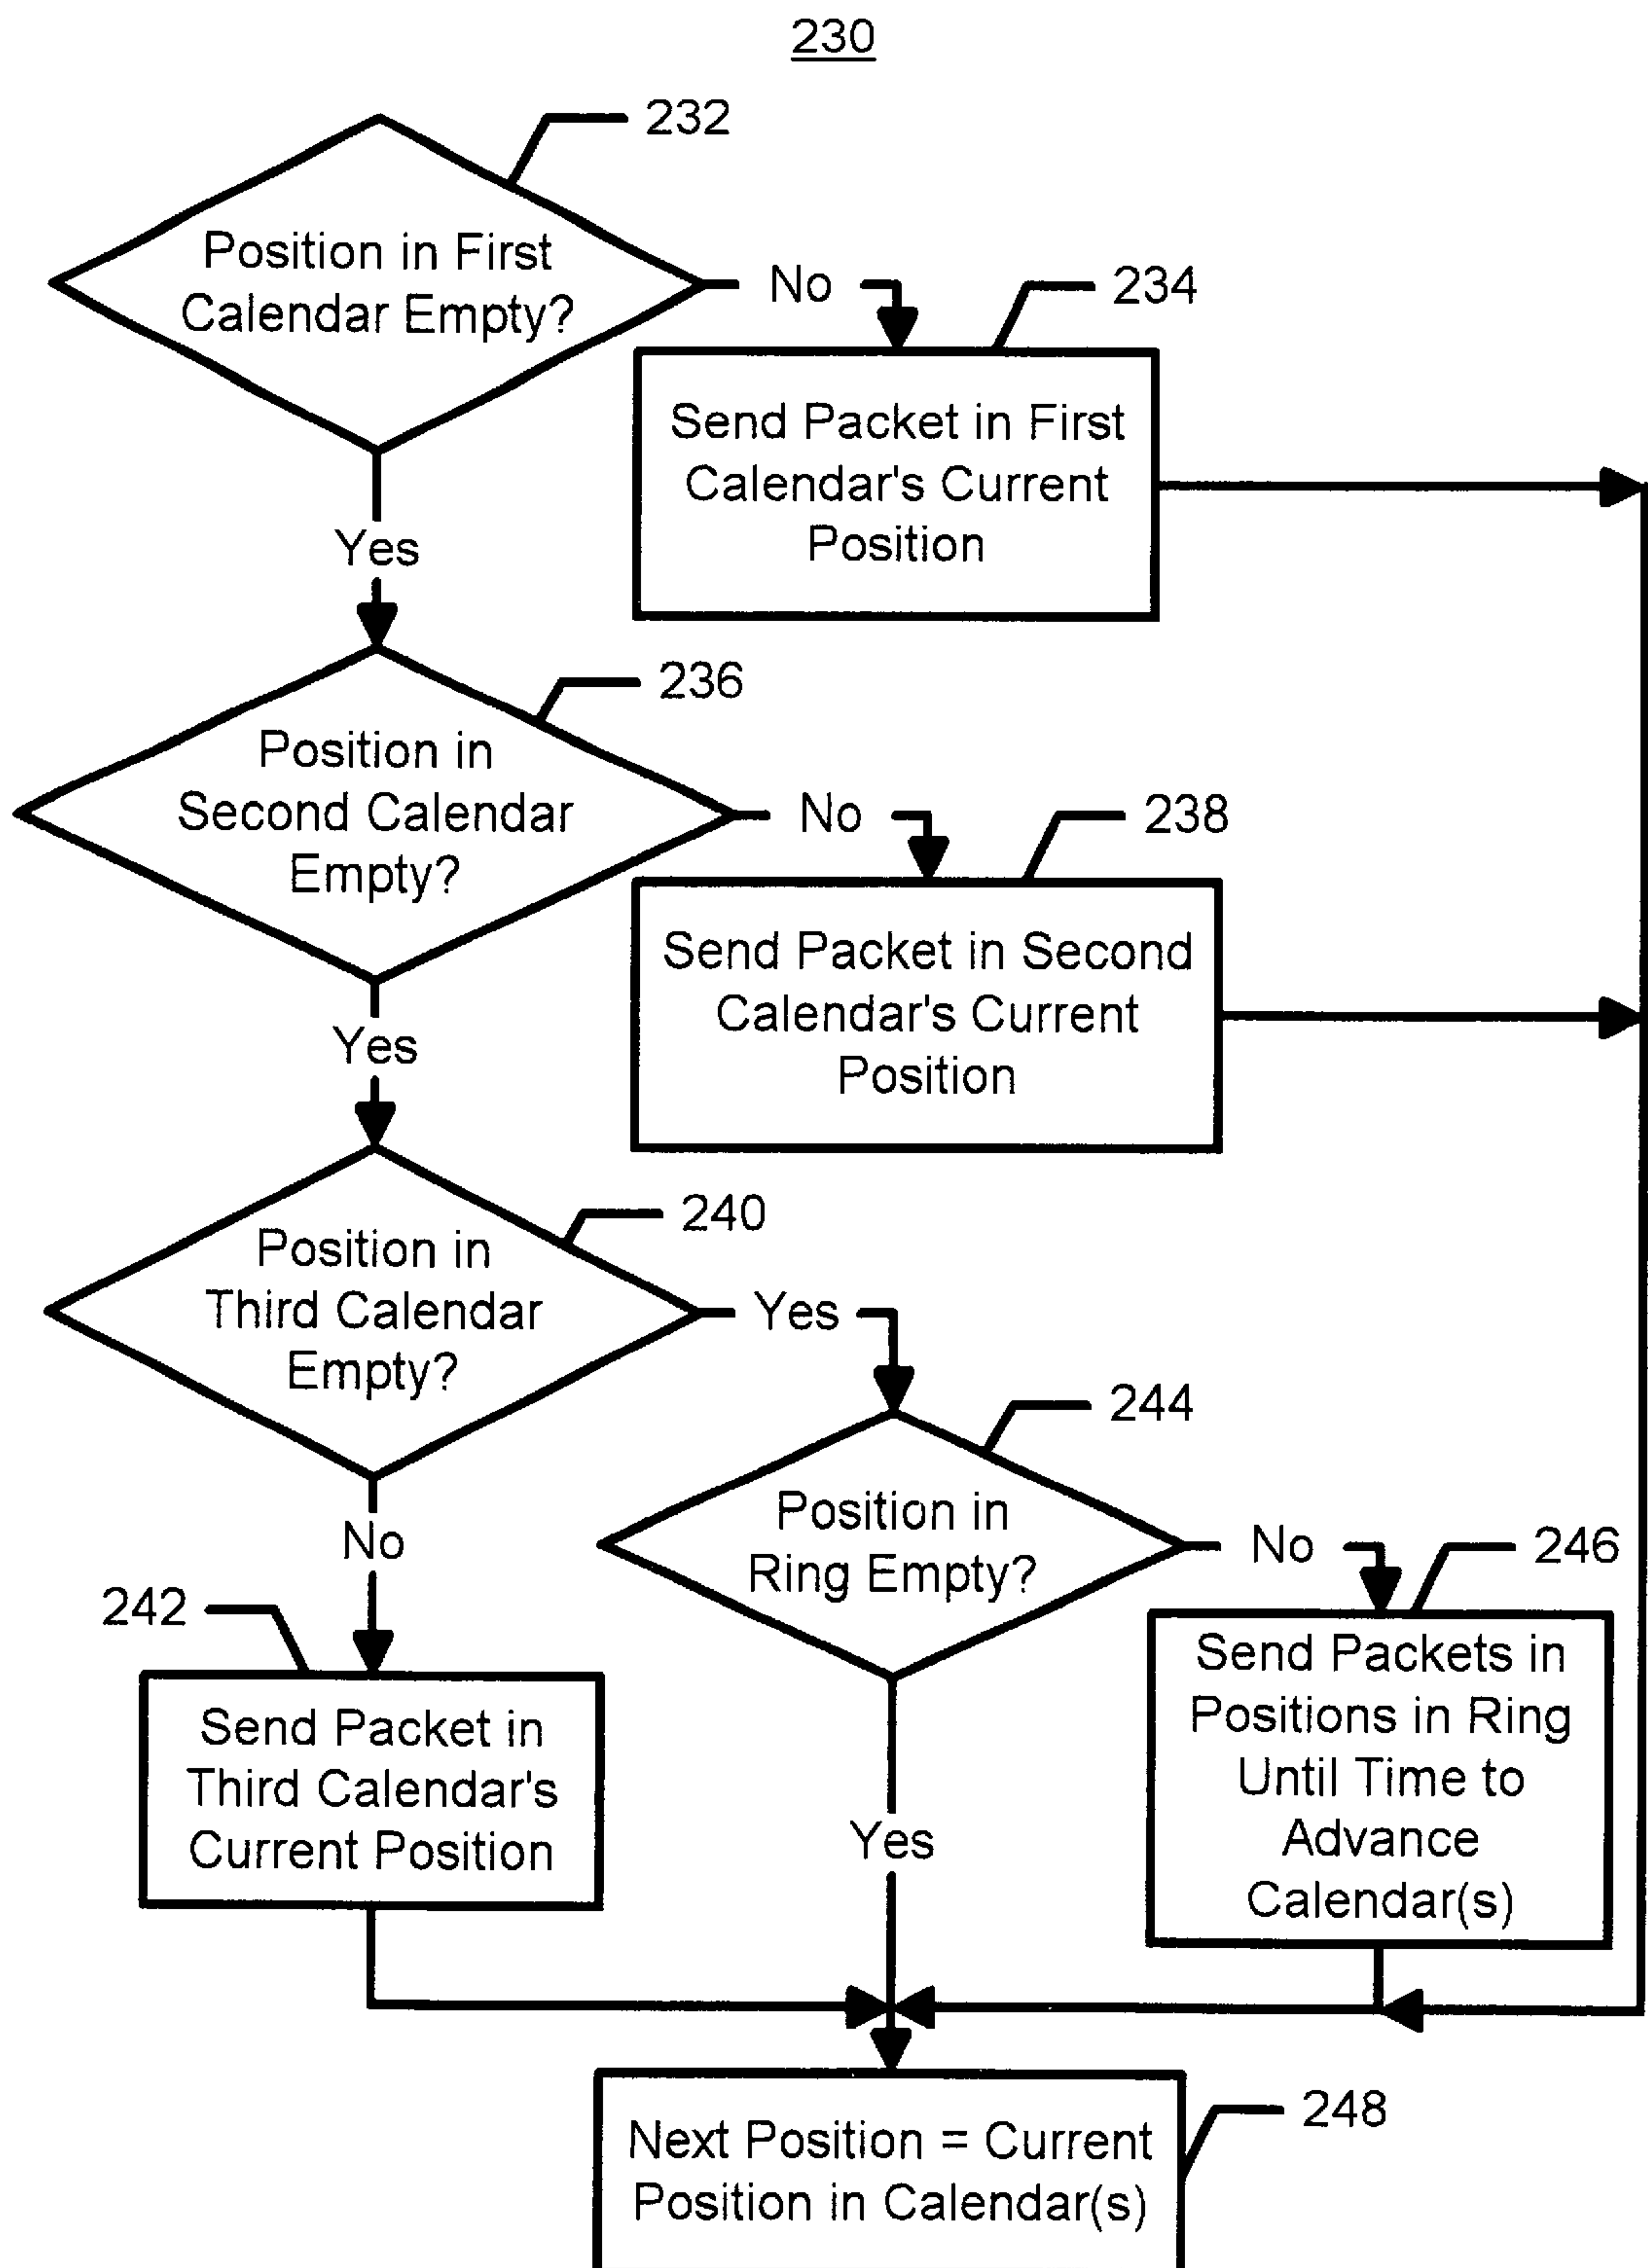 230
232
Position in First
Calendar Empty?
No
234
Send Packet in First
Calendar's Current
Position
Yes
236
Position in
Second Calendar
Empty?
No
238
Send Packet in Second
Calendar's Current
Position
Yes
240
Position in
Third Calendar
Empty?
Yes
244
Position in
Ring Empty?
No
246
Send Packets in
Positions in Ring
Until Time to
Advance
Calendar(s)
No
242
Send Packet in
Third Calendar's
Current Position
Yes
248
Next Position = Current
Position in Calendar(s)